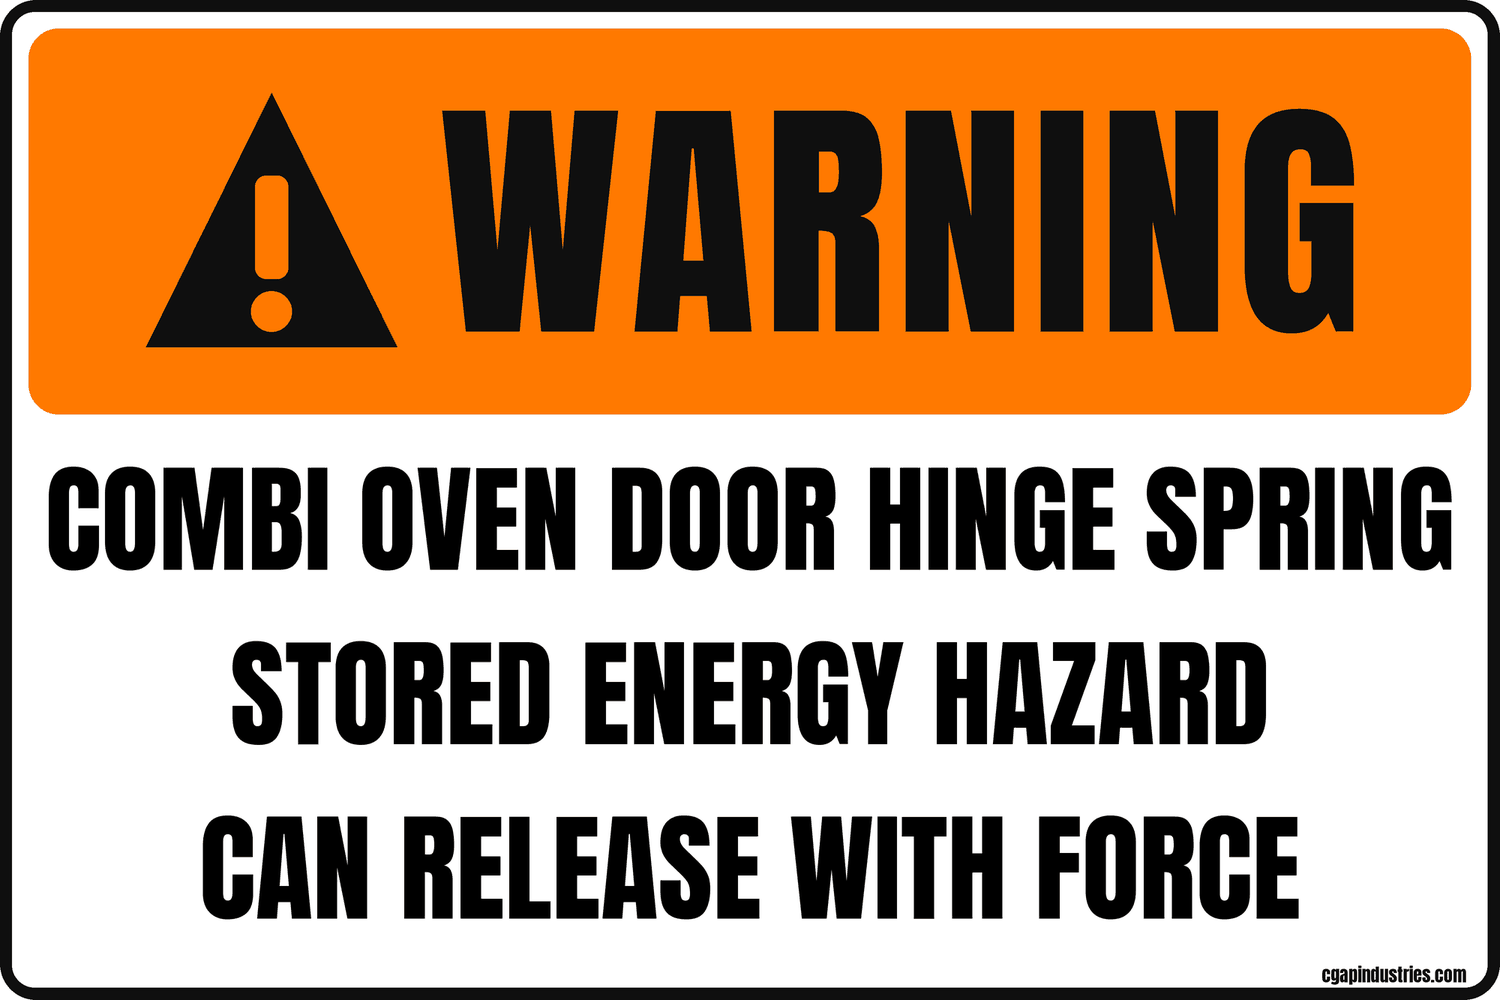 WARNING
COMBI OVEN DOOR HINGE SPRING
STORED ENERGY HAZARD
CAN RELEASE WITH FORCE
cgapindustries.com